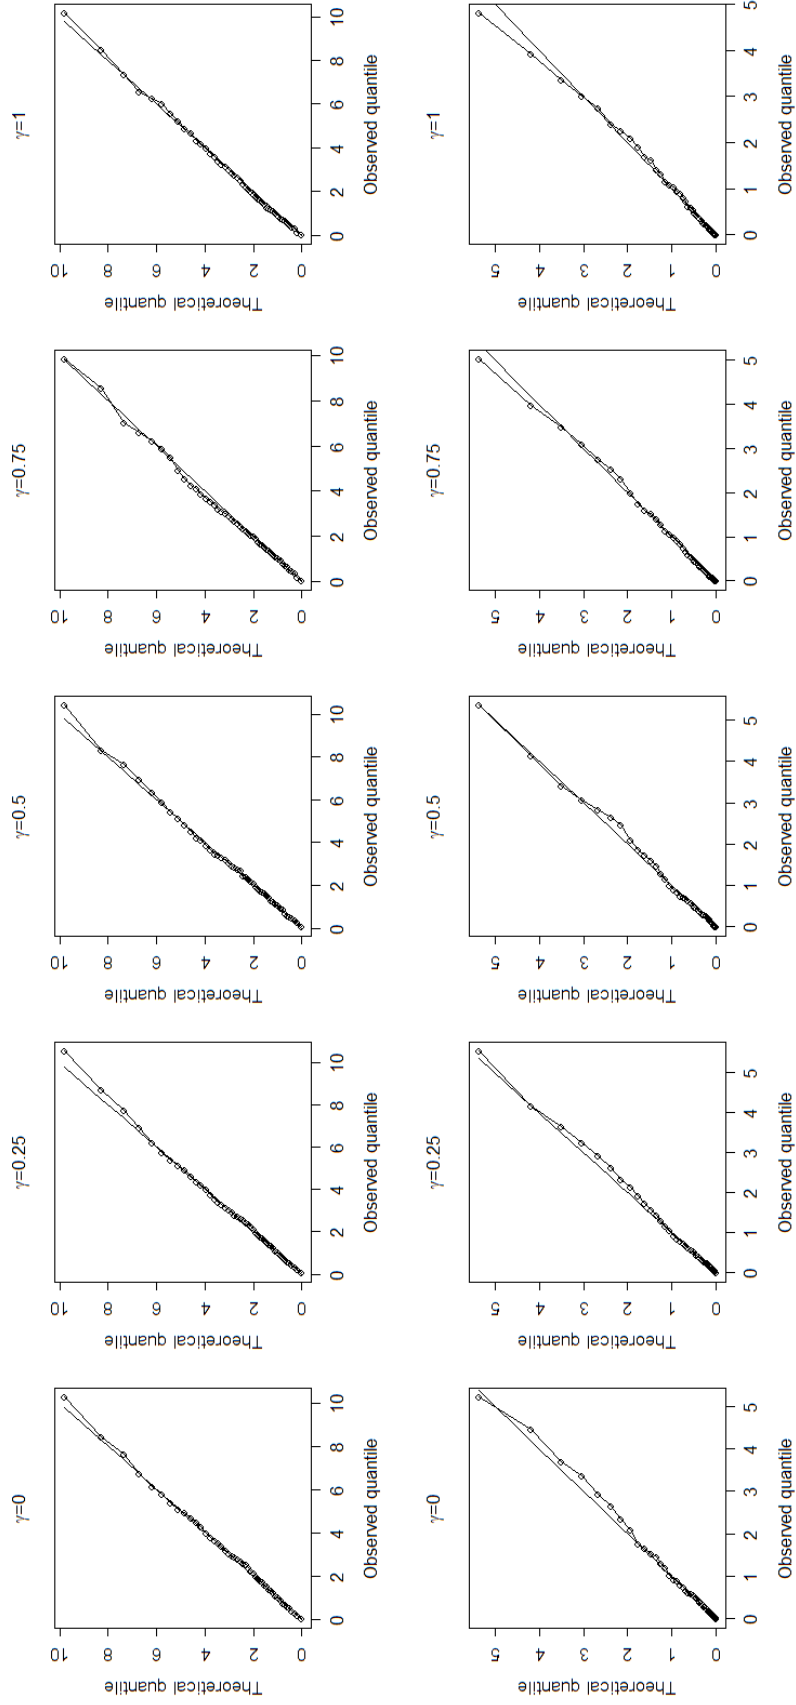 γ=0
Theoretical quantile
0 2 4 6 8 10
0 2 4 6 8 10
Observed quantile
γ=0.25
Theoretical quantile
0 2 4 6 8 10
0 2 4 6 8 10
Observed quantile
γ=0.5
Theoretical quantile
0 2 4 6 8 10
0 2 4 6 8 10
Observed quantile
γ=0.75
Theoretical quantile
0 2 4 6 8 10
0 2 4 6 8 10
Observed quantile
γ=1
Theoretical quantile
0 2 4 6 8 10
0 2 4 6 8 10
Observed quantile
γ=0
Theoretical quantile
0 1 2 3 4 5
0 1 2 3 4 5
Observed quantile
γ=0.25
Theoretical quantile
0 1 2 3 4 5
0 1 2 3 4 5
Observed quantile
γ=0.5
Theoretical quantile
0 1 2 3 4 5
0 1 2 3 4 5
Observed quantile
γ=0.75
Theoretical quantile
0 1 2 3 4 5
0 1 2 3 4 5
Observed quantile
γ=1
Theoretical quantile
0 1 2 3 4 5
0 1 2 3 4 5
Observed quantile